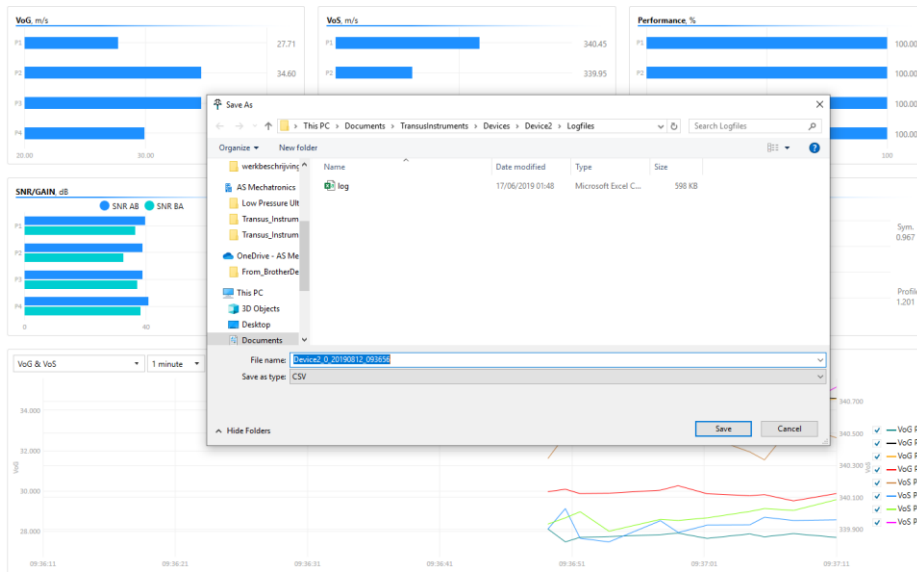 VoG, m/s
P1
27.71
P2
34.60
P3
P4
20.00
30.00
VoS, m/s
P1
340.45
P2
339.95
Performance, %
P1
100.00
P2
100.00
100.00
100.00
100
Save As
This PC > Documents > TransusInstruments > Devices > Device2 > Logfiles
Search Logfiles
Organize
New folder
werkbeschrijving
AS Mechatronics
Low Pressure Ult
Transus_Instrum
Transus_Instrum
OneDrive - AS Me
From_BrotherDe
This PC
3D Objects
Desktop
Documents
Name
Date modified
Type
Size
log
17/06/2019 01:48
Microsoft Excel C...
598 KB
File name:
Device2_0_20190812_093656
Save as type:
CSV
Hide Folders
Save
Cancel
SNR/GAIN, dB
SNR AB
SNR BA
P1
P2
P3
P4
0
40
Sym.
0.967
Profile
1.201
VoG & VoS
1 minute
34.000
32.000
30.000
28.000
VoG
340.700
340.500
340.300
340.100
339.900
VoS
09:36:11
09:36:21
09:36:31
09:36:41
09:36:51
09:37:01
09:37:11
VoG P
VoG P
VoG P
VoG P
VoS P
VoS P
VoS P
VoS P